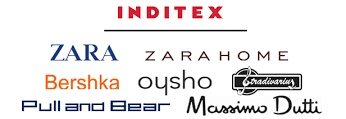 INDITEX
ZARA ZARA HOME
Bershka oysho Stradivarius
Pull and Bear Massimo Dutti